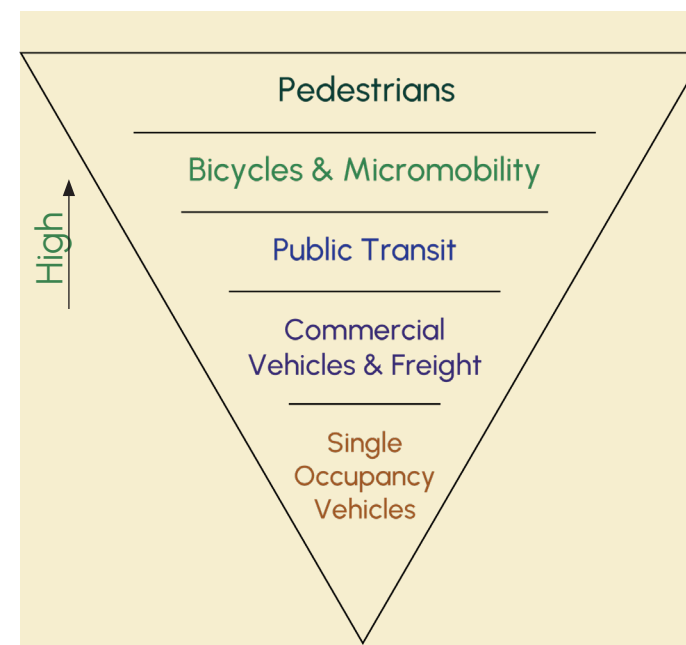 Pedestrians
Bicycles & Micromobility
High
Public Transit
Commercial
Vehicles & Freight
Single
Occupancy
Vehicles